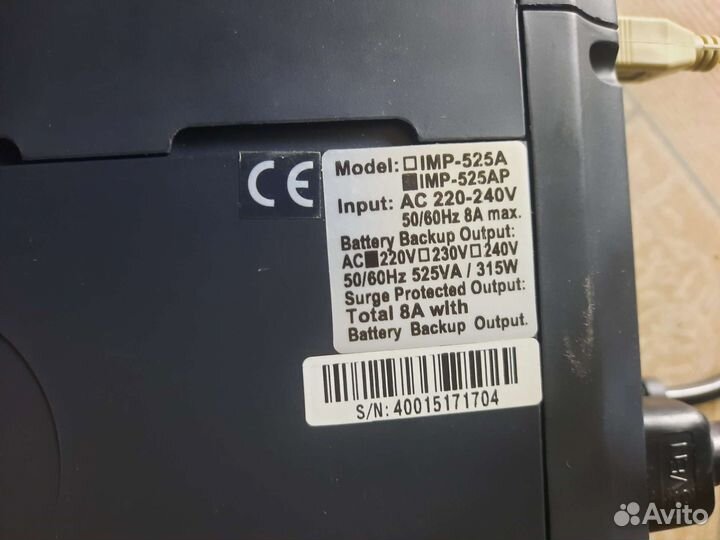 CE
Model: □IMP-525A
■IMP-525AP
Input: AC 220-240V
50/60Hz 8A max.
Battery Backup Output:
AC■220V□230V□240V
50/60Hz 525VA / 315W
Surge Protected Output:
Total 8A with
Battery Backup Output.
S/N: 40015171704
SVEN
Avito